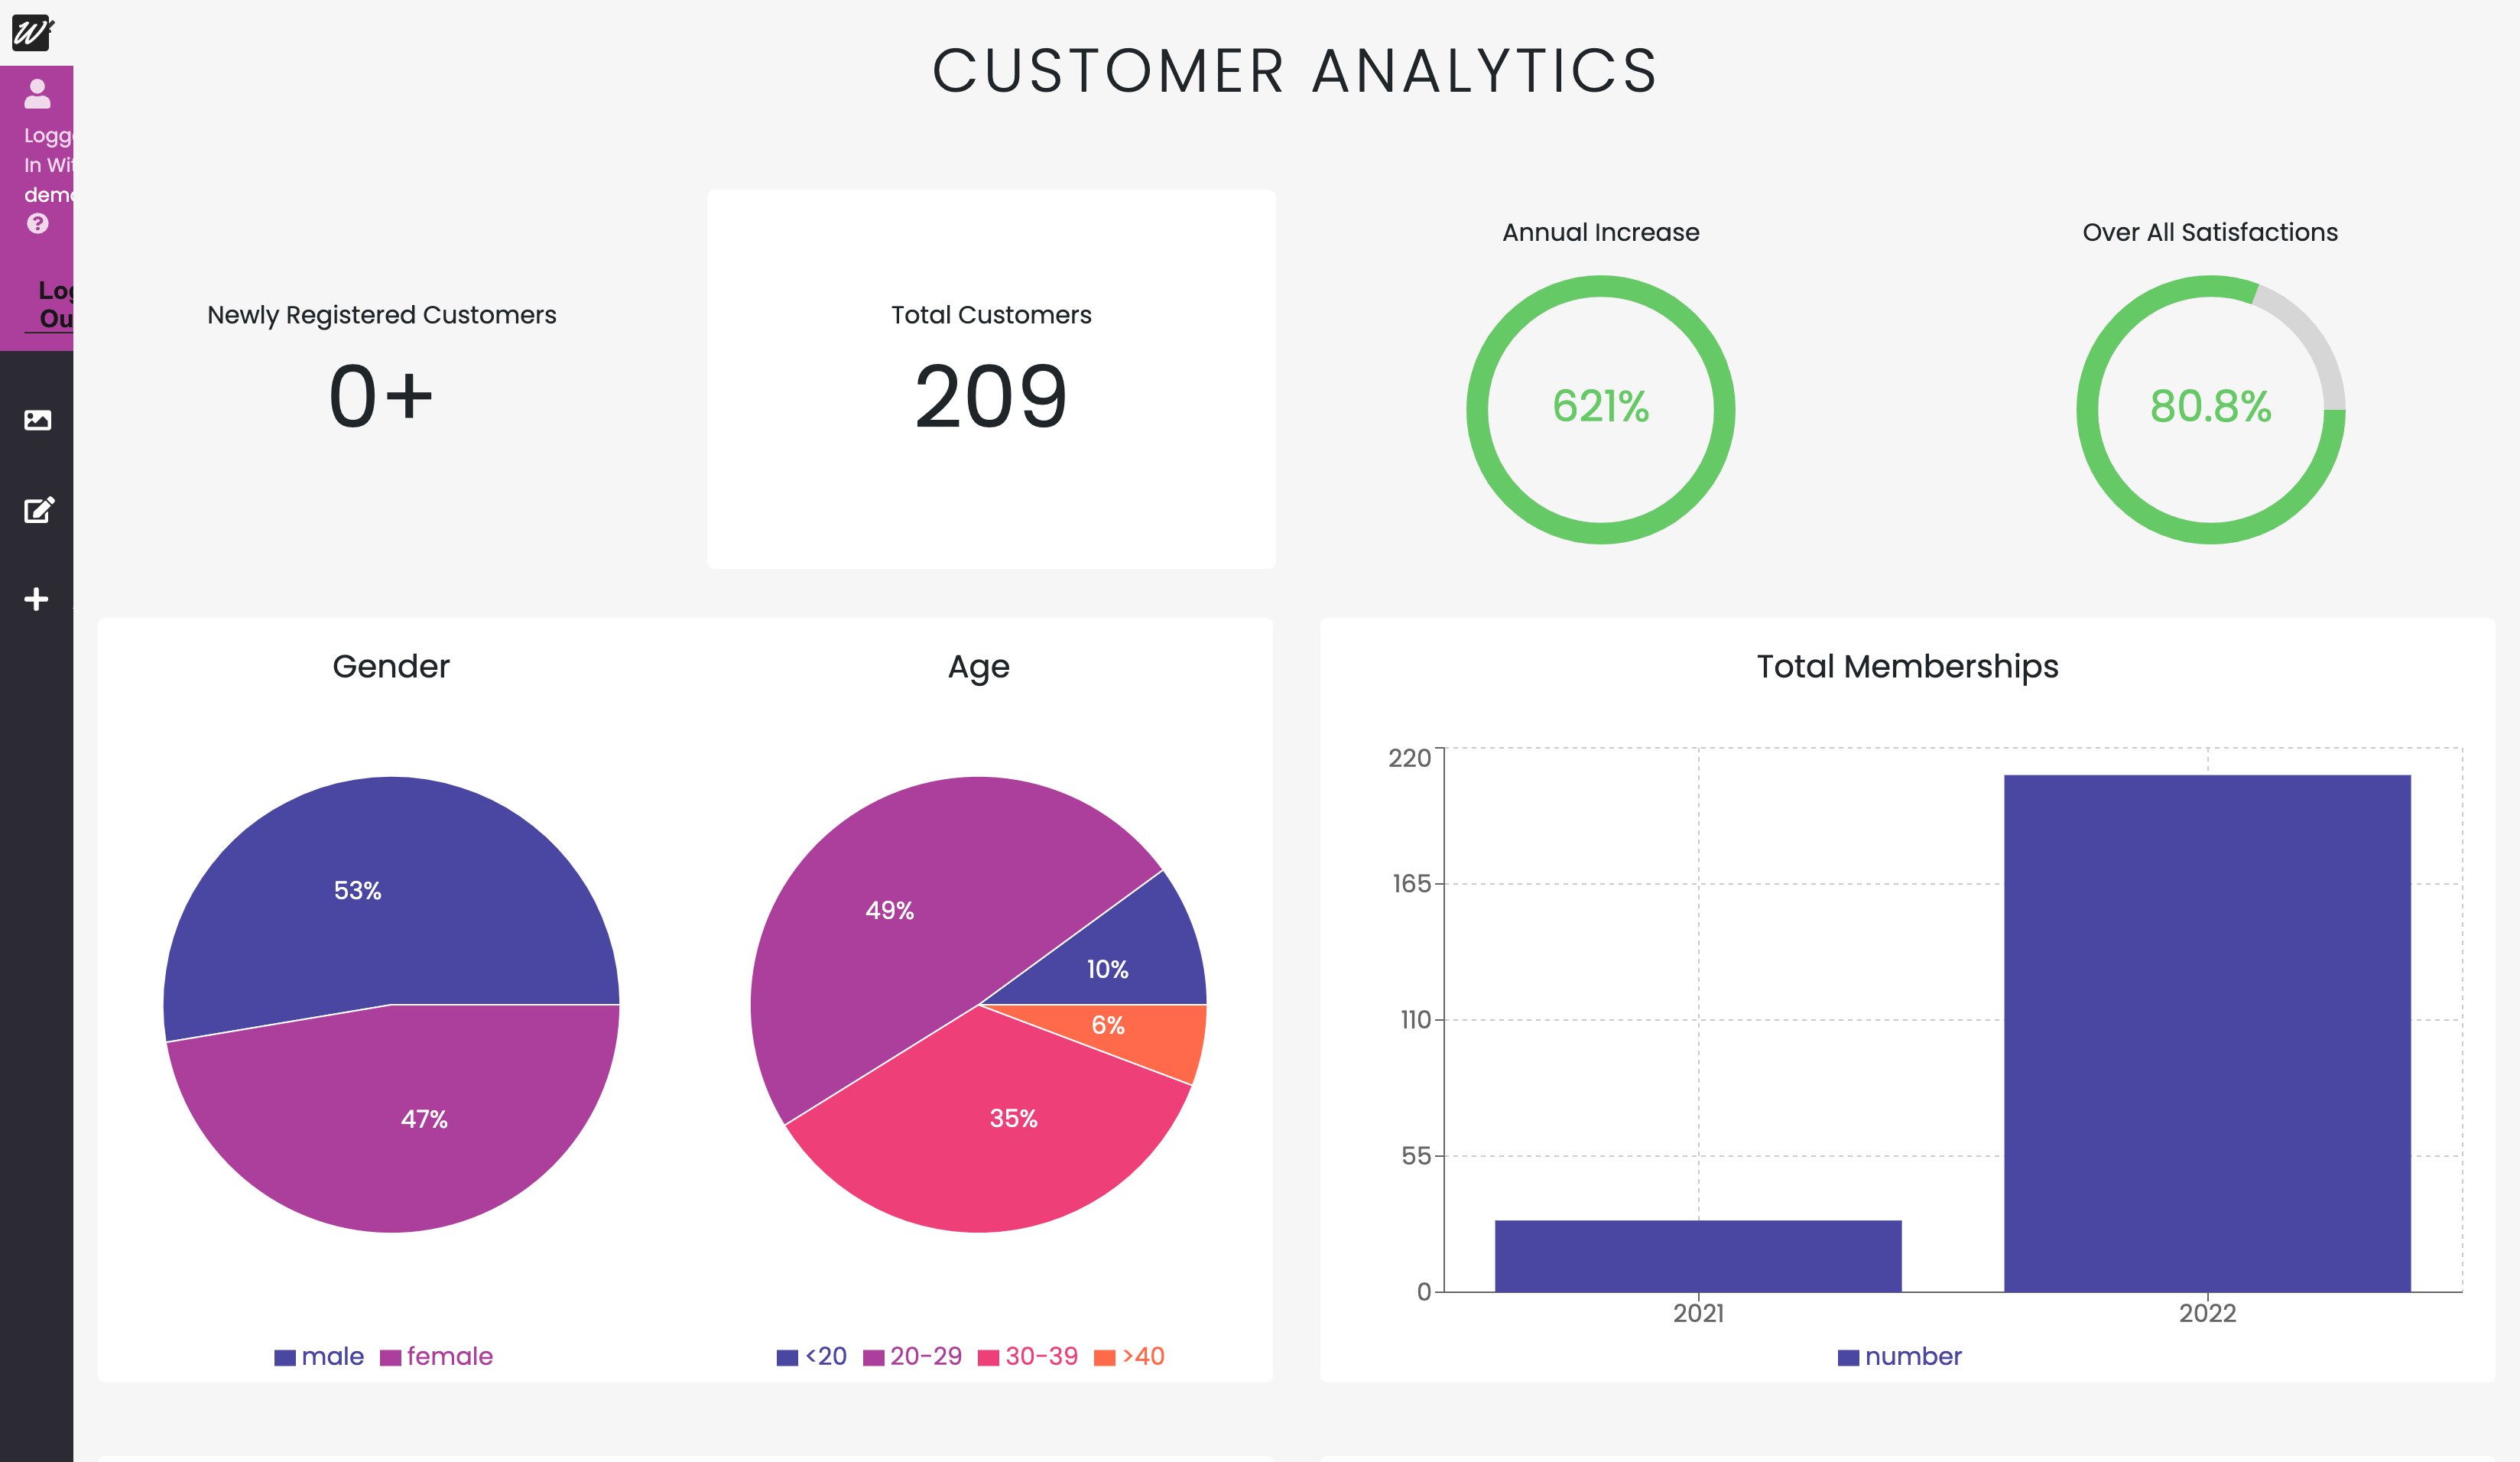 W
CUSTOMER ANALYTICS
Logg
In Wit
dem
?
Log
Ou
Newly Registered Customers
0+
Total Customers
209
Annual Increase
621%
Over All Satisfactions
80.8%
Gender
53%
47%
male female
Age
49%
10%
6%
35%
<20 20-29 30-39 >40
Total Memberships
220
165
110
55
0
2021 2022
number